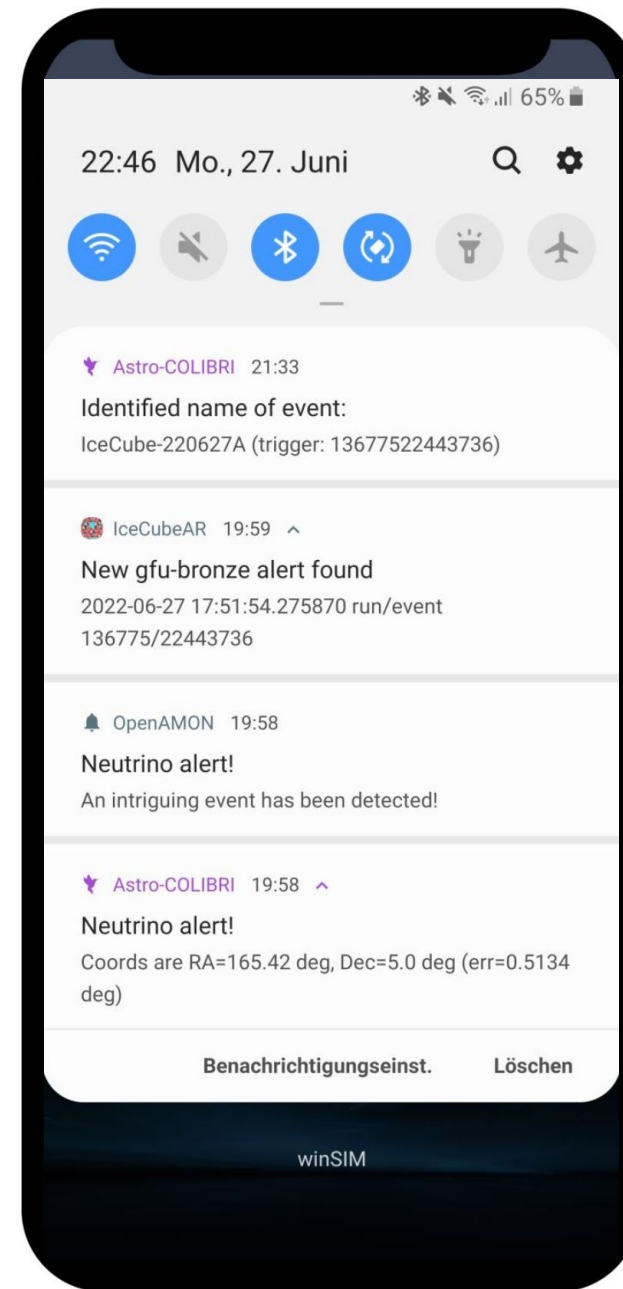 65%
22:46 Mo., 27. Juni
Astro-COLIBRI 21:33
Identified name of event:
IceCube-220627A (trigger: 13677522443736)
IceCubeAR 19:59
New gfu-bronze alert found
2022-06-27 17:51:54.275870 run/event
136775/22443736
OpenAMON 19:58
Neutrino alert!
An intriguing event has been detected!
Astro-COLIBRI 19:58
Neutrino alert!
Coords are RA=165.42 deg, Dec=5.0 deg (err=0.5134
deg)
Benachrichtigungseinst. Löschen
winSIM